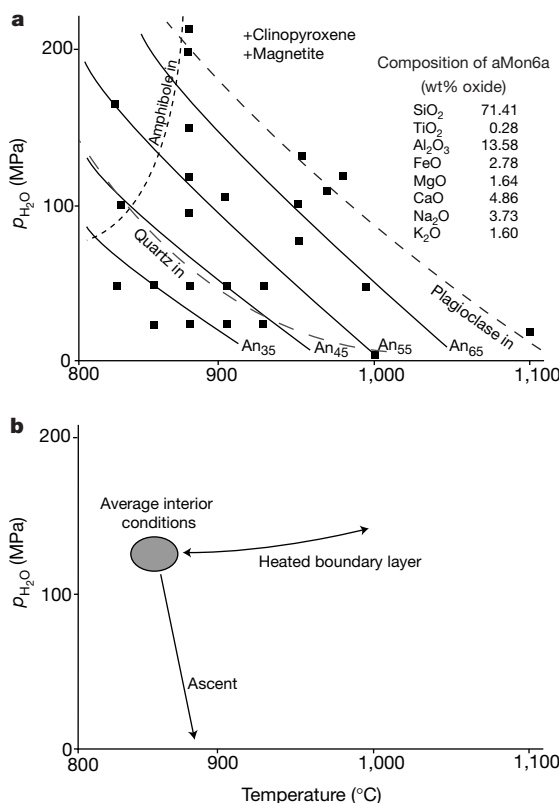 a
200
100
0
p_H₂O (MPa)
+Clinopyroxene
+Magnetite
Composition of aMon6a
(wt% oxide)
SiO₂ 71.41
TiO₂ 0.28
Al₂O₃ 13.58
FeO 2.78
MgO 1.64
CaO 4.86
Na₂O 3.73
K₂O 1.60
Amphibole in
Quartz in
Plagioclase in
An₃₅
An₄₅
An₅₅
An₆₅
800 900 1,000 1,100
b
200
100
0
p_H₂O (MPa)
Average interior
conditions
Heated boundary layer
Ascent
800 900 1,000 1,100
Temperature (°C)